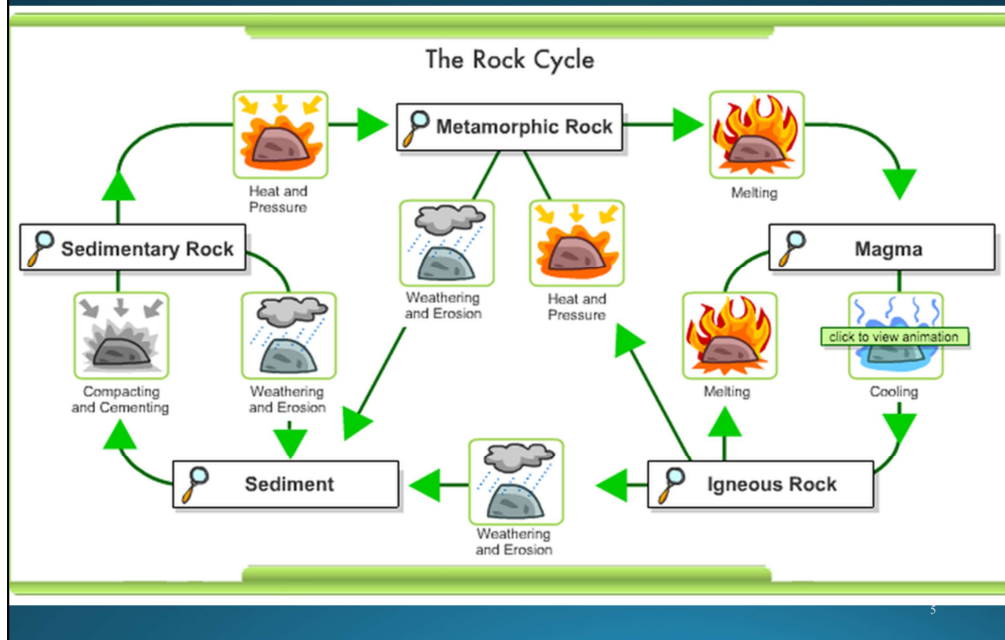 The Rock Cycle
Metamorphic Rock
Heat and
Pressure
Melting
Sedimentary Rock
Weathering
and Erosion
Heat and
Pressure
Magma
click to view animation
Compacting
and Cementing
Weathering
and Erosion
Melting
Cooling
Sediment
Igneous Rock
Weathering
and Erosion
5